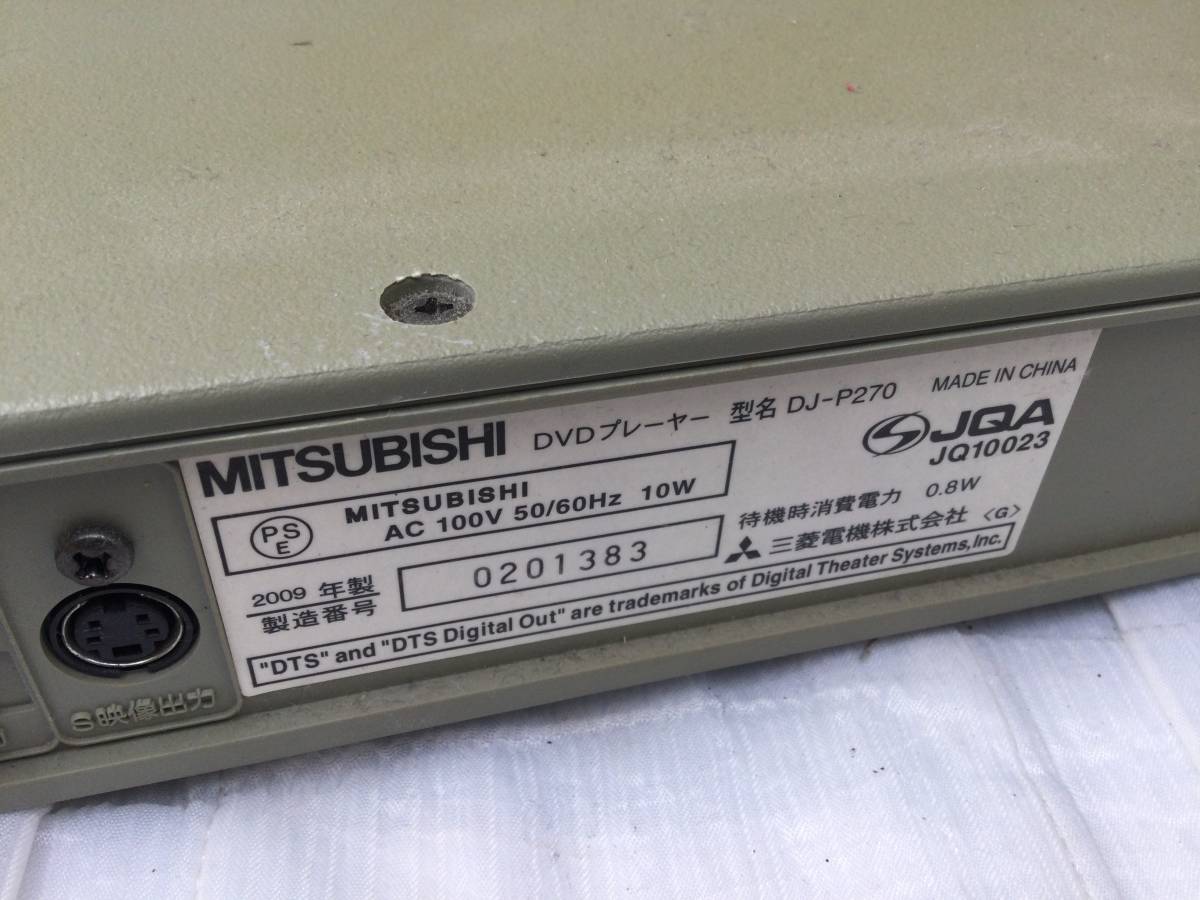 MITSUBISHI DVDプレーヤー 型名 DJ-P270 MADE IN CHINA
JQA
JQ10023
PS
E
MITSUBISHI
AC 100V 50/60Hz 10W
待機時消費電力 0.8W
2009 年製
製造番号
0201383
三菱電機株式会社 〈G〉
"DTS" and "DTS Digital Out" are trademarks of Digital Theater Systems, Inc.
S映像出力